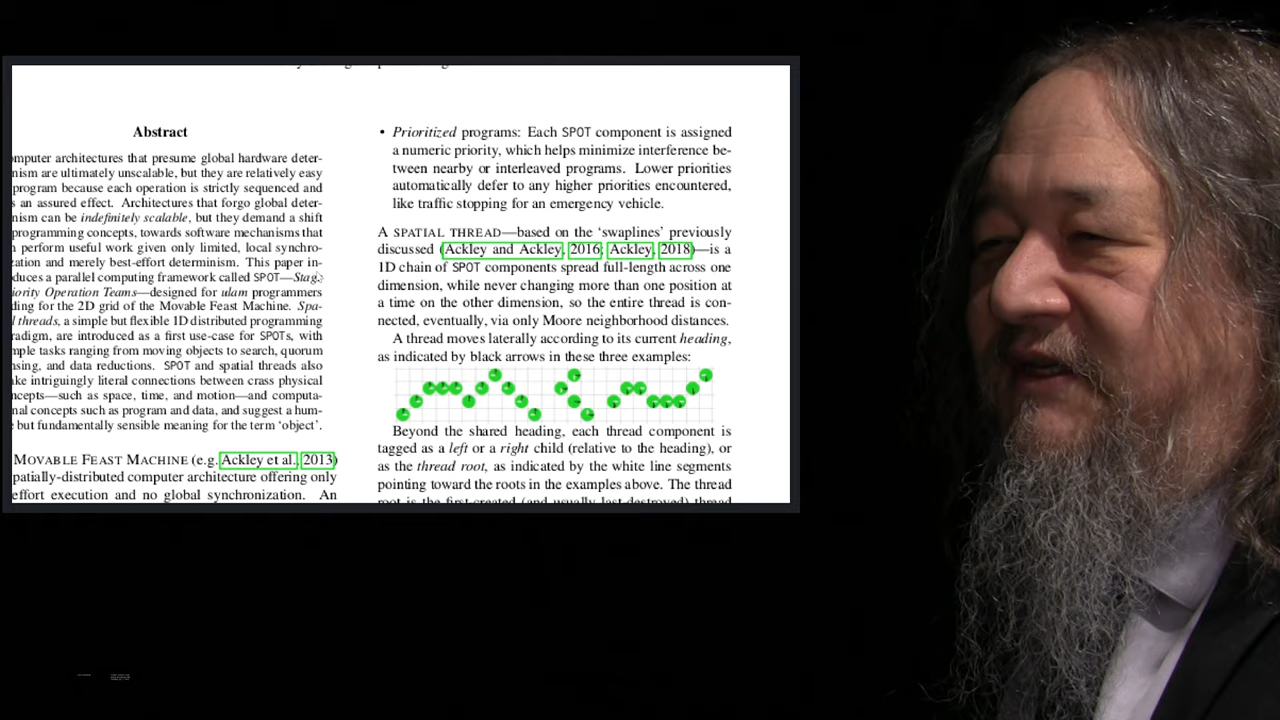 Abstract
omputer architectures that presume global hardware deter-
nism are ultimately unscalable, but they are relatively easy
program because each operation is strictly sequenced and
s an assured effect. Architectures that forgo global deter-
nism can be indefinitely scalable, but they demand a shift
programming concepts, towards software mechanisms that
n perform useful work given only limited, local synchro-
zation and merely best-effort determinism. This paper in-
duces a parallel computing framework called SPOT—Stag
iority Operation Teams—designed for ulam programmers
ding for the 2D grid of the Movable Feast Machine. Spa-
l threads, a simple but flexible 1D distributed programming
radigm, are introduced as a first use-case for SPOTs, with
mple tasks ranging from moving objects to search, quorum
nsing, and data reductions. SPOT and spatial threads also
ke intriguingly literal connections between crass physical
ncepts—such as space, time, and motion—and computa-
nal concepts such as program and data, and suggest a hum-
but fundamentally sensible meaning for the term ‘object’.
MOVABLE FEAST MACHINE (e.g. Ackley et al., 2013)
patially-distributed computer architecture offering only
effort execution and no global synchronization. An
• Prioritized programs: Each SPOT component is assigned
a numeric priority, which helps minimize interference be-
tween nearby or interleaved programs. Lower priorities
automatically defer to any higher priorities encountered,
like traffic stopping for an emergency vehicle.
A SPATIAL THREAD—based on the ‘swaplines’ previously
discussed (Ackley and Ackley, 2016; Ackley, 2018)—is a
1D chain of SPOT components spread full-length across one
dimension, while never changing more than one position at
a time on the other dimension, so the entire thread is con-
nected, eventually, via only Moore neighborhood distances.
A thread moves laterally according to its current heading,
as indicated by black arrows in these three examples:
Beyond the shared heading, each thread component is
tagged as a left or a right child (relative to the heading), or
as the thread root, as indicated by the white line segments
pointing toward the roots in the examples above. The thread
root is the first-created (and usually last-destroyed) thread